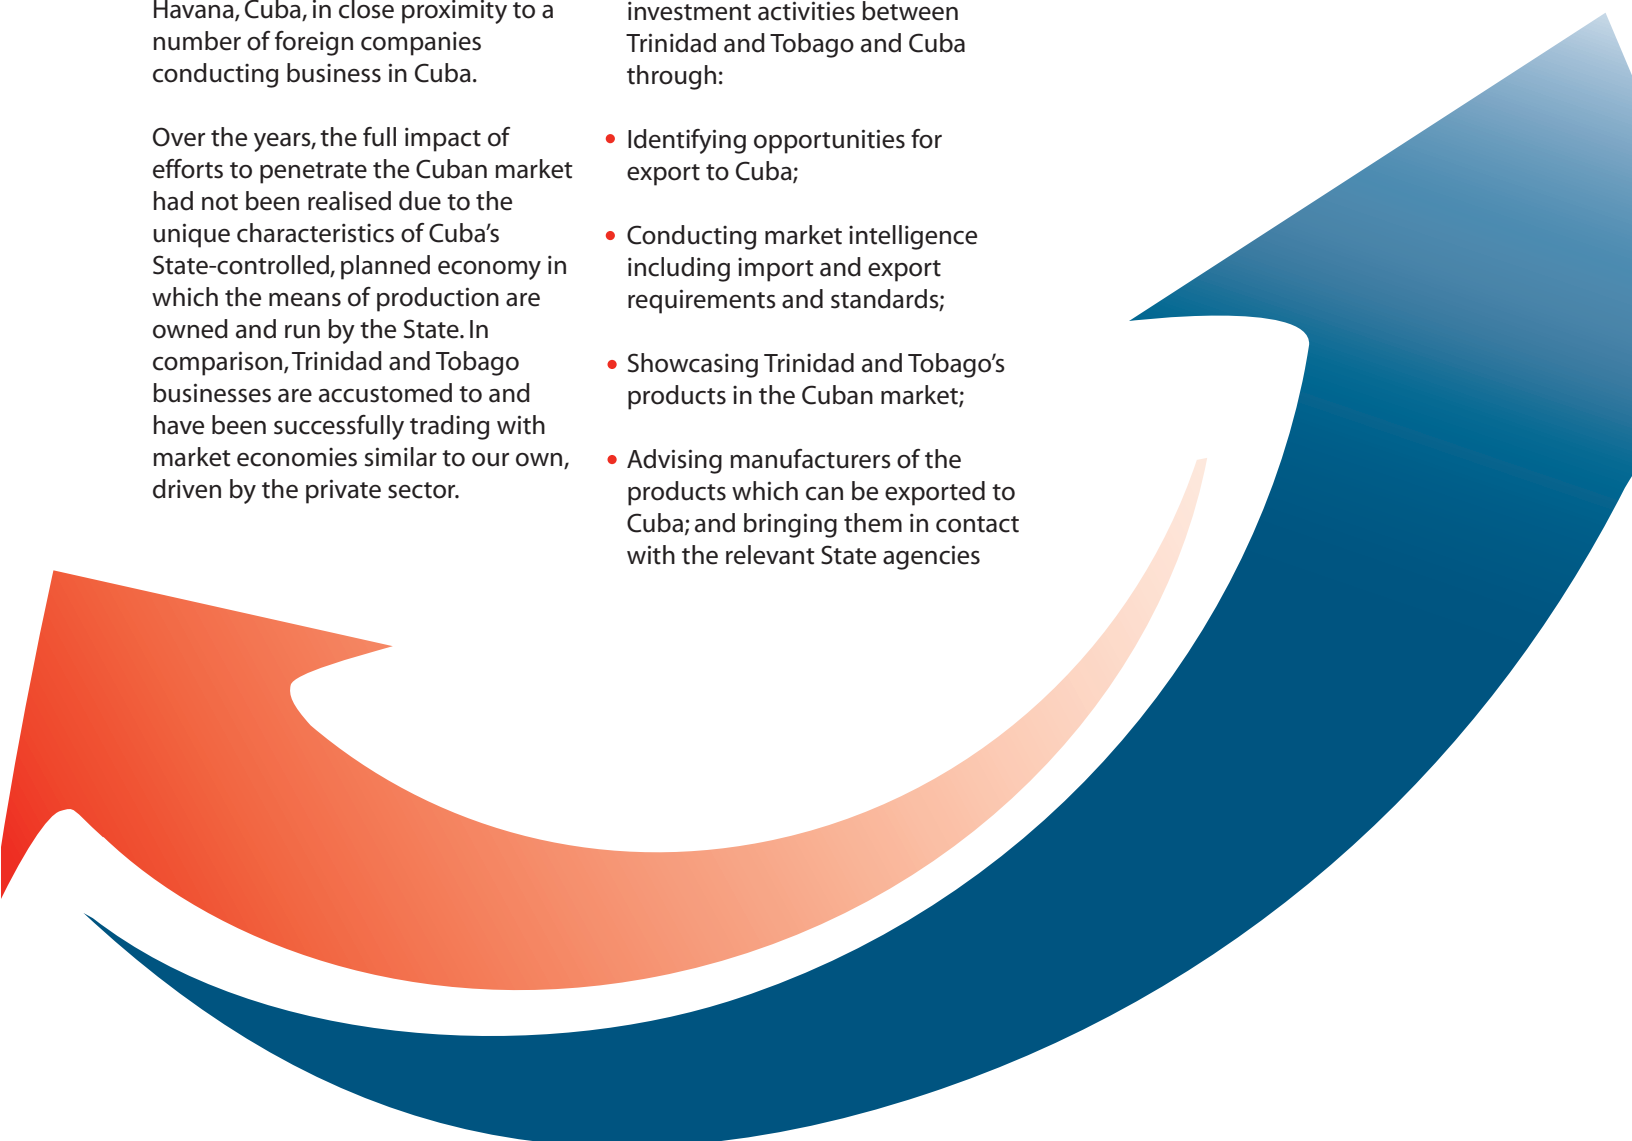 Havana, Cuba, in close proximity to a
number of foreign companies
conducting business in Cuba.
Over the years, the full impact of
efforts to penetrate the Cuban market
had not been realised due to the
unique characteristics of Cuba’s
State-controlled, planned economy in
which the means of production are
owned and run by the State. In
comparison, Trinidad and Tobago
businesses are accustomed to and
have been successfully trading with
market economies similar to our own,
driven by the private sector.
investment activities between
Trinidad and Tobago and Cuba
through:
• Identifying opportunities for
export to Cuba;
• Conducting market intelligence
including import and export
requirements and standards;
• Showcasing Trinidad and Tobago’s
products in the Cuban market;
• Advising manufacturers of the
products which can be exported to
Cuba; and bringing them in contact
with the relevant State agencies